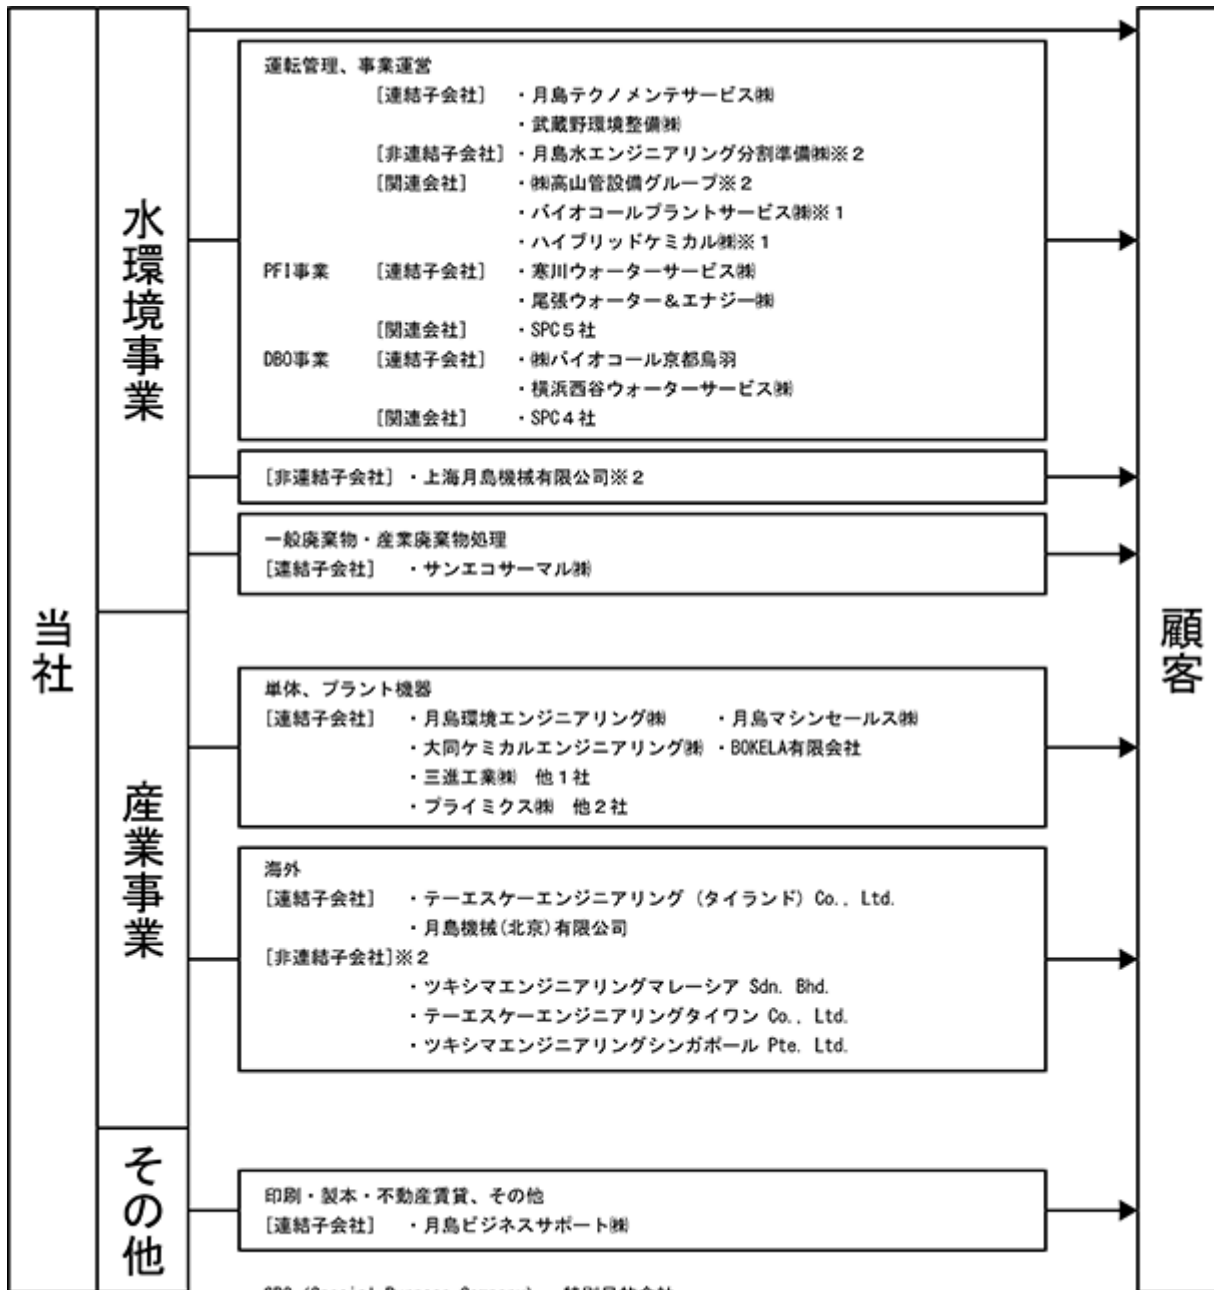 当社
水環境事業
運転管理、事業運営
[連結子会社] ・月島テクノメンテサービス㈱
・武蔵野環境整備㈱
[非連結子会社] ・月島水エンジニアリング分割準備㈱※2
[関連会社] ・㈱高山管設備グループ※2
・バイオコールプラントサービス㈱※1
・ハイブリッドケミカル㈱※1
PFI事業 [連結子会社] ・寒川ウォーターサービス㈱
・尾張ウォーター＆エナジー㈱
[関連会社] ・SPC5社
DBO事業 [連結子会社] ・㈱バイオコール京都鳥羽
・横浜西谷ウォーターサービス㈱
[関連会社] ・SPC4社
[非連結子会社] ・上海月島機械有限公司※2
一般廃棄物・産業廃棄物処理
[連結子会社] ・サンエコサーマル㈱
産業事業
単体、プラント機器
[連結子会社] ・月島環境エンジニアリング㈱ ・月島マシンセールス㈱
・大同ケミカルエンジニアリング㈱ ・BOKELA有限会社
・三進工業㈱ 他1社
・プライミクス㈱ 他2社
海外
[連結子会社] ・テーエスケーエンジニアリング (タイランド) Co., Ltd.
・月島機械(北京)有限公司
[非連結子会社]※2
・ツキシマエンジニアリングマレーシア Sdn. Bhd.
・テーエスケーエンジニアリングタイワン Co., Ltd.
・ツキシマエンジニアリングシンガポール Pte. Ltd.
その他
印刷・製本・不動産賃貸、その他
[連結子会社] ・月島ビジネスサポート㈱
顧客